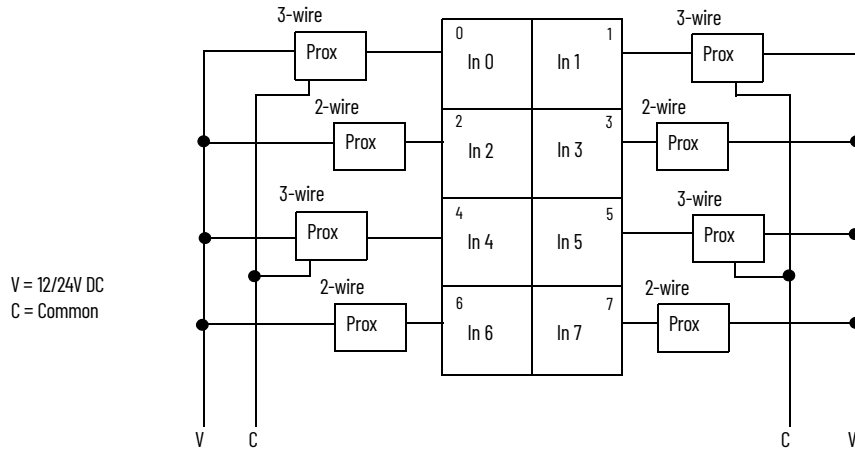 3-wire
3-wire
0
1
Prox
In 0
In 1
Prox
2-wire
2-wire
2
3
Prox
In 2
In 3
Prox
3-wire
3-wire
4
5
Prox
In 4
In 5
Prox
V = 12/24V DC
C = Common
2-wire
2-wire
6
7
Prox
In 6
In 7
Prox
V
C
C
V